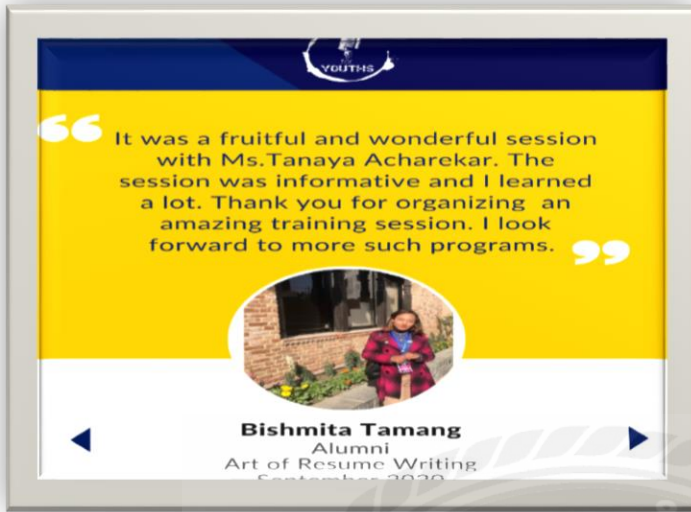 YOUTHS
“ It was a fruitful and wonderful session
with Ms.Tanaya Acharekar. The
session was informative and I learned
a lot. Thank you for organizing an
amazing training session. I look
forward to more such programs. ”
Bishmita Tamang
Alumni
Art of Resume Writing
September 2020